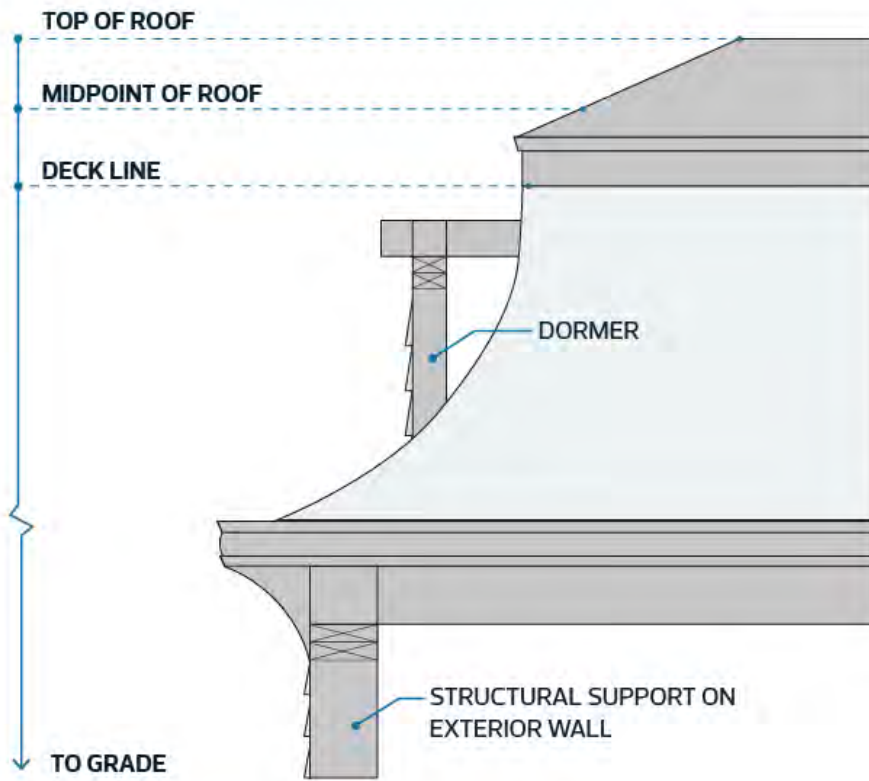 TOP OF ROOF
MIDPOINT OF ROOF
DECK LINE
DORMER
STRUCTURAL SUPPORT ON
EXTERIOR WALL
TO GRADE